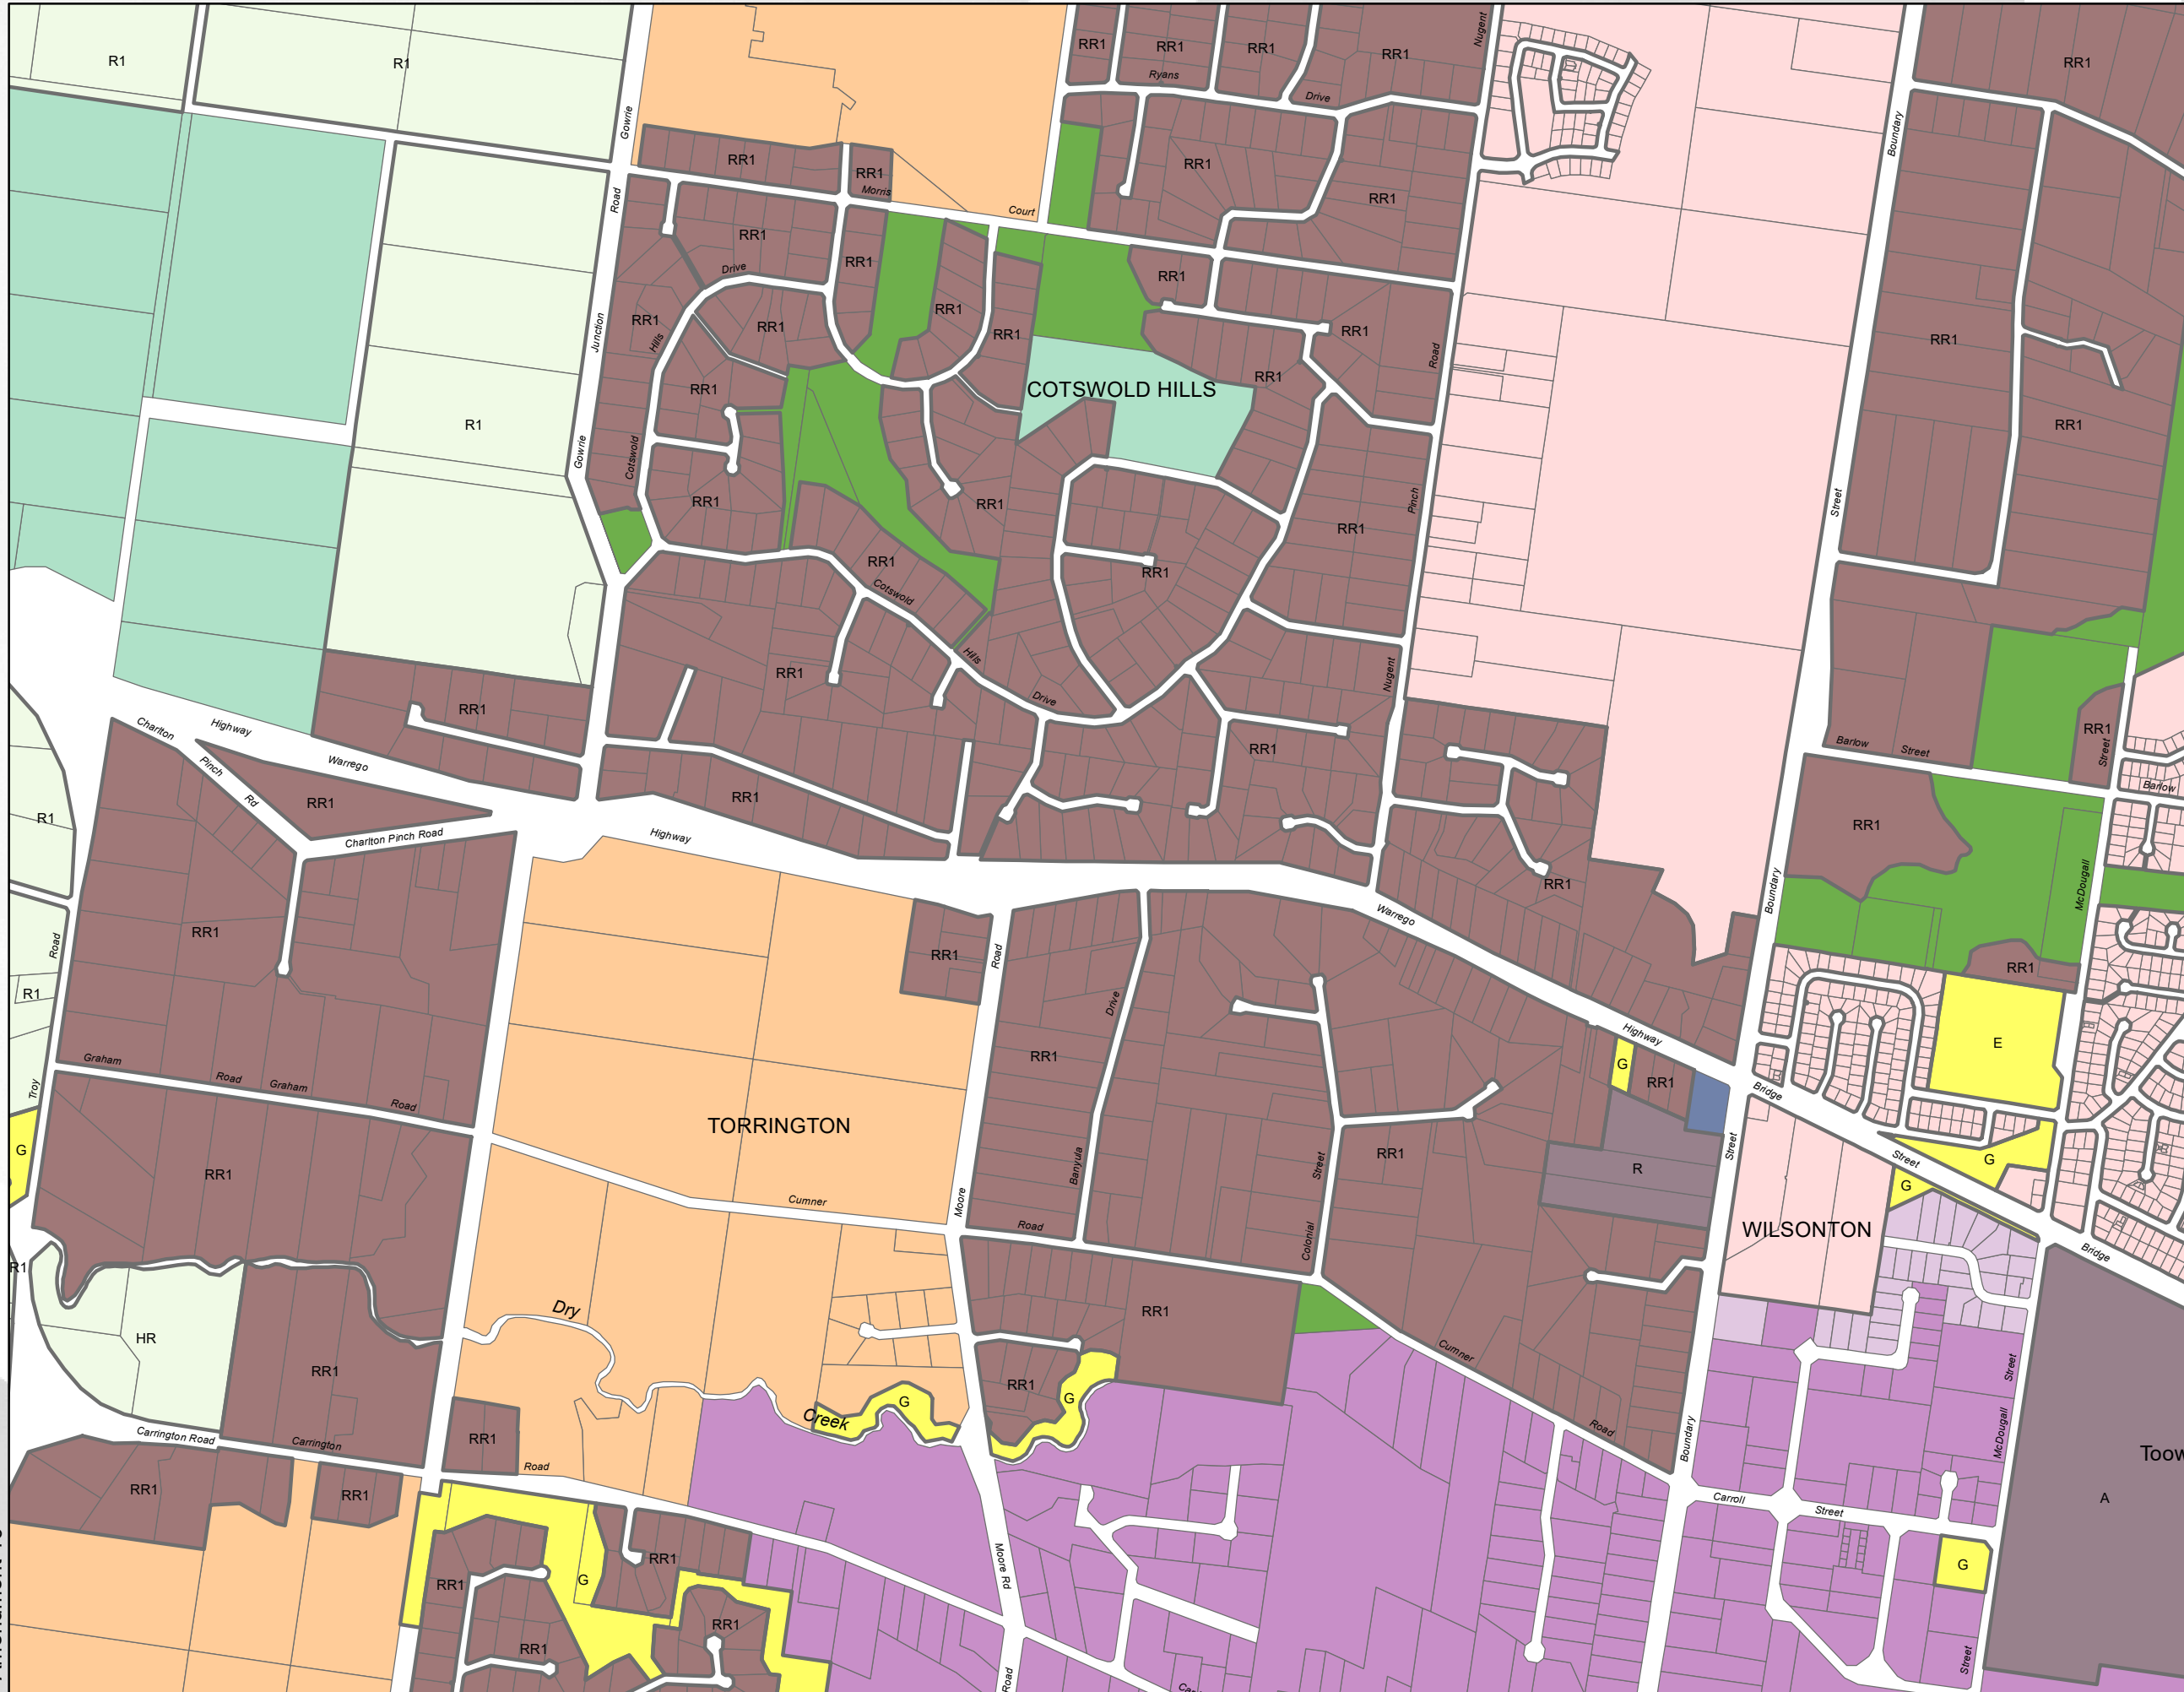 R1
R1
RR1
RR1
RR1
RR1
Nugent
RR1
Ryans
Drive
Gowrie
Boundary
RR1
RR1
Morris
RR1
RR1
Road
Court
RR1
RR1
RR1
Drive
RR1
RR1
RR1
RR1
RR1
RR1
RR1
Junction
Hills
Road
RR1
RR1
COTSWOLD HILLS
RR1
R1
RR1
Gowrie
Cotswold
RR1
RR1
Pinch
Street
RR1
RR1
RR1
Cotswold
Hills
RR1
Nugent
Drive
RR1
Charlton
Highway
Warrego
Pinch
Rd
RR1
RR1
Barlow
Street
RR1
Street
Barlow
R1
RR1
RR1
Charlton Pinch Road
Highway
RR1
McDougall
Boundary
RR1
RR1
Road
RR1
Road
Warrego
RR1
R1
Drive
RR1
Highway
E
Graham
Road
Graham
Road
Troy
G
RR1
Bridge
TORRINGTON
G
RR1
Banyula
Street
RR1
R
Street
Street
G
G
Cumner
Moore
Road
Colonial
WILSONTON
Bridge
R1
HR
Dry
RR1
RR1
Cumner
Street
RR1
G
G
Creek
Carrington Road
Carrington
RR1
Road
Road
Boundary
McDougall
Toow
A
RR1
RR1
Carroll
Street
Moore Rd
RR1
G
RR1
G
RR1
RR1
Street
Road